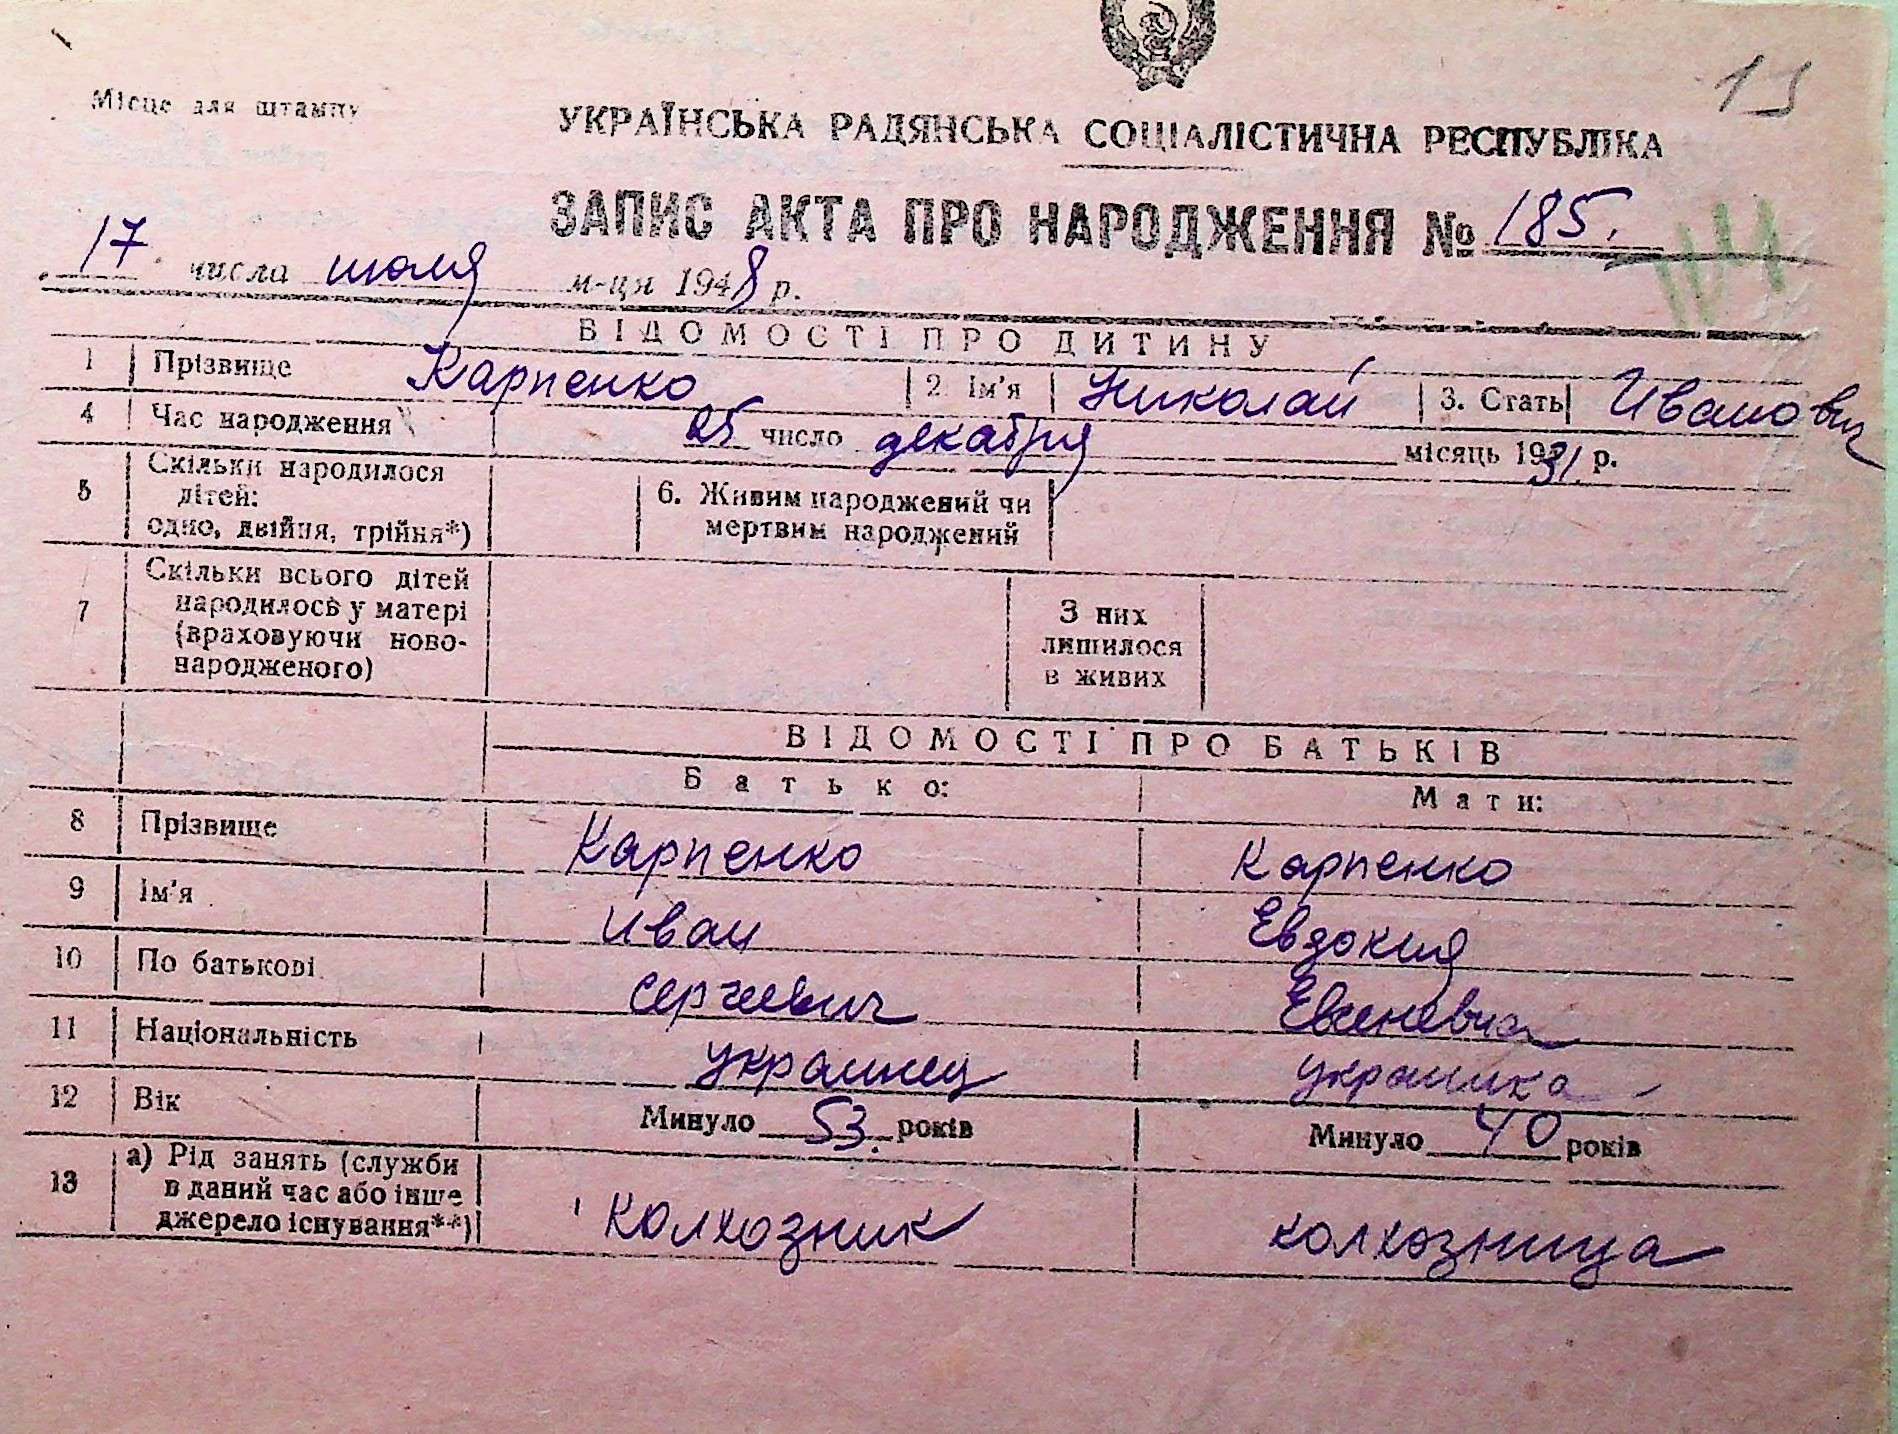 13
Місце для штампу
УКРАЇНСЬКА РАДЯНСЬКА СОЦІАЛІСТИЧНА РЕСПУБЛІКА
ЗАПИС АКТА ПРО НАРОДЖЕННЯ № 185.
17 числа июля м-ця 1948 р.
ВІДОМОСТІ ПРО ДИТИНУ
1 Прізвище Карпенко 2. Ім'я Николай 3. Стать Иванович
4 Час народження 25 число декабря місяць 1931. р.
5 Скільки народилося
дітей:
одно, двійня, трійня*)
6. Живим народжений чи
мертвим народжений
7 Скільки всього дітей
народилось у матері
(враховуючи ново-
народженого)
З них
лишилося
в живих
ВІДОМОСТІ ПРО БАТЬКІВ
Батько: Мати:
8 Прізвище Карпенко Карпенко
9 Ім'я Иван Евдокия
10 По батькові Сергеевич
11 Національність украинец украинка
12 Вік Минуло 53. років Минуло 40 років
13 а) Рід занять (служби
в даний час або інше
джерело існування**)
колхозник колхозница